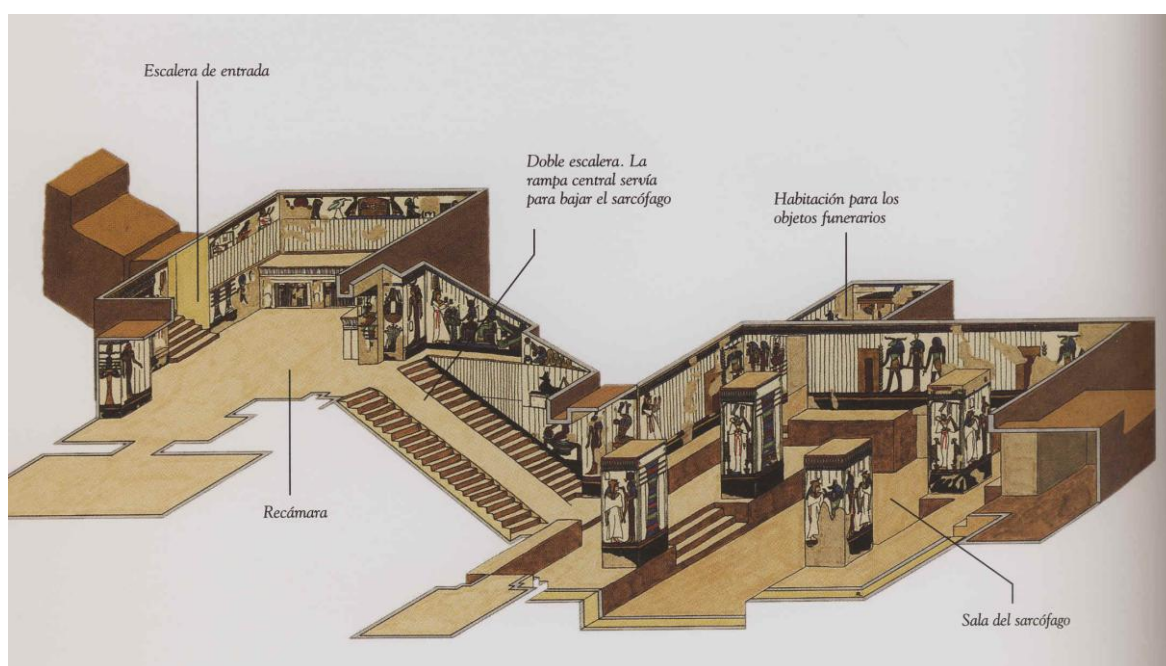 Escalera de entrada
Doble escalera. La
rampa central servía
para bajar el sarcófago
Habitación para los
objetos funerarios
Recámara
Sala del sarcófago